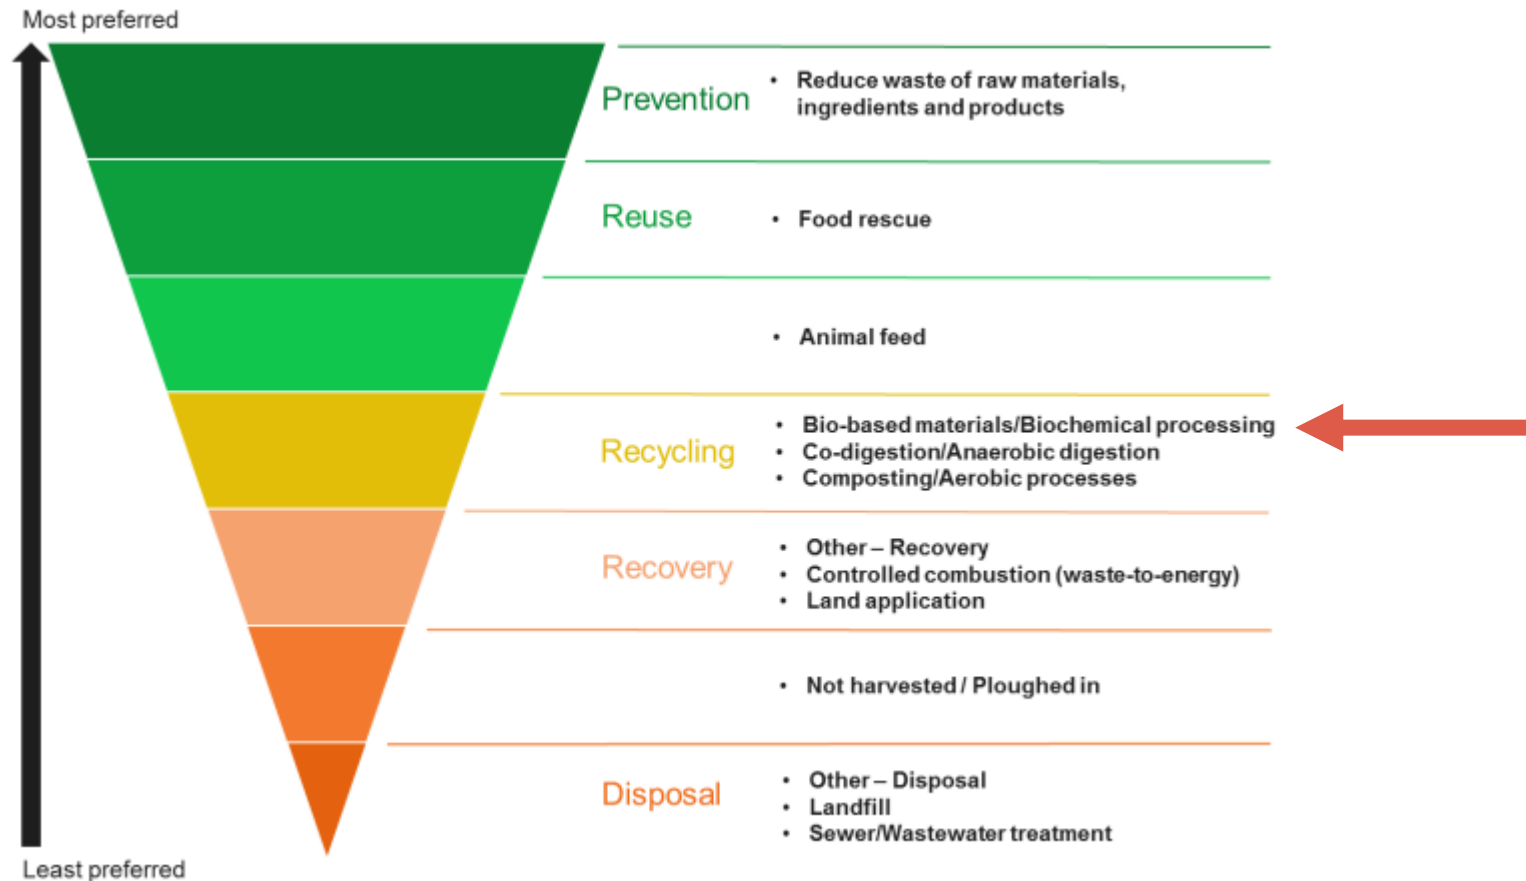 Most preferred
Prevention
• Reduce waste of raw materials,
ingredients and products
Reuse
• Food rescue
• Animal feed
Recycling
• Bio-based materials/Biochemical processing
• Co-digestion/Anaerobic digestion
• Composting/Aerobic processes
Recovery
• Other – Recovery
• Controlled combustion (waste-to-energy)
• Land application
• Not harvested / Ploughed in
Disposal
• Other – Disposal
• Landfill
• Sewer/Wastewater treatment
Least preferred